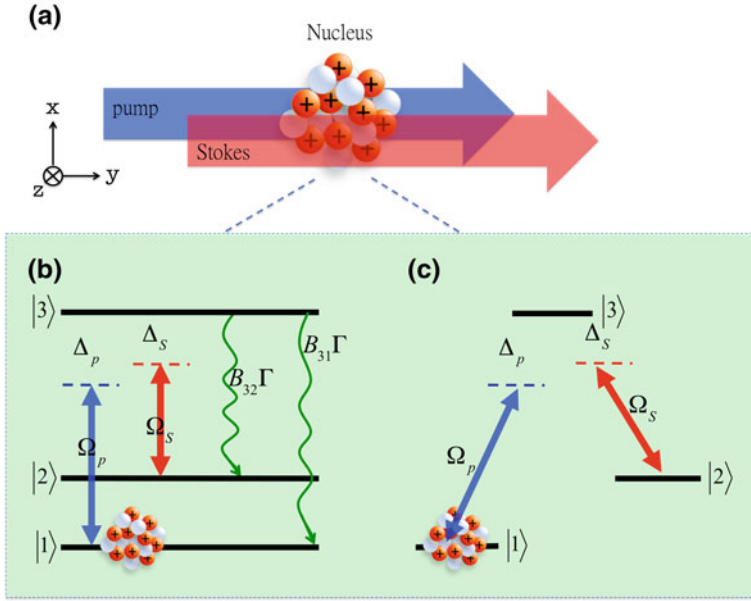 (a)
Nucleus
pump
Stokes
x
z y
(b)
|3⟩
Δp ΔS
B32Γ B31Γ
Ωp ΩS
|2⟩
|1⟩
(c)
|3⟩
Δp ΔS
Ωp ΩS
|2⟩
|1⟩